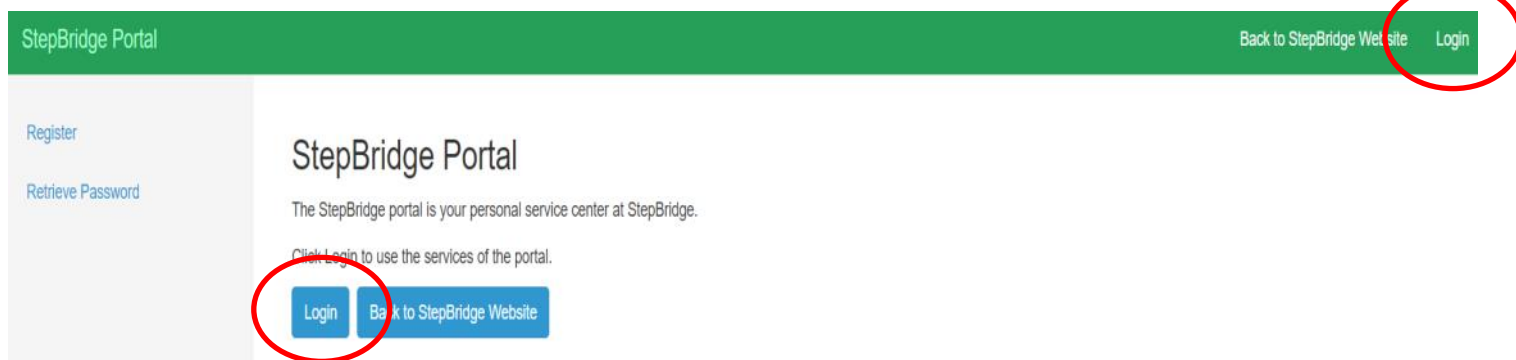 StepBridge Portal
Back to StepBridge Website
Login
Register
Retrieve Password
StepBridge Portal
The StepBridge portal is your personal service center at StepBridge.
Click Login to use the services of the portal.
Login
Back to StepBridge Website